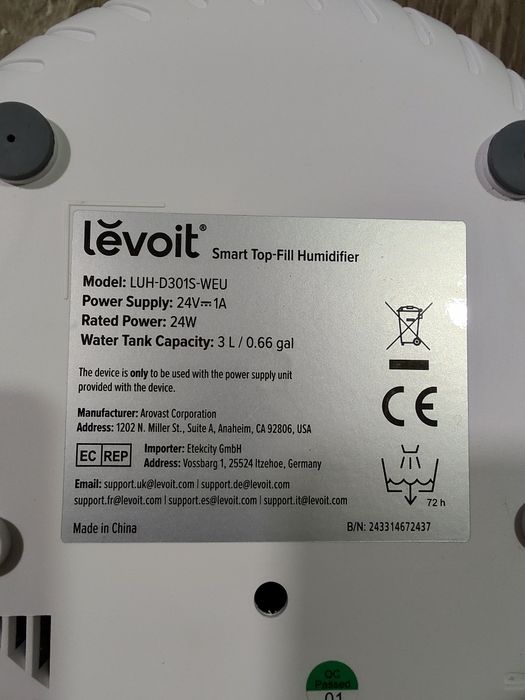 levoit® Smart Top-Fill Humidifier
Model: LUH-D301S-WEU
Power Supply: 24V⎓1A
Rated Power: 24W
Water Tank Capacity: 3 L / 0.66 gal
The device is only to be used with the power supply unit
provided with the device.
Manufacturer: Arovast Corporation
Address: 1202 N. Miller St., Suite A, Anaheim, CA 92806, USA
EC REP
Importer: Etekcity GmbH
Address: Vossbarg 1, 25524 Itzehoe, Germany
Email: support.uk@levoit.com | support.de@levoit.com
support.fr@levoit.com | support.es@levoit.com | support.it@levoit.com
Made in China
CE
72 h
B/N: 243314672437
QC
Passed
01